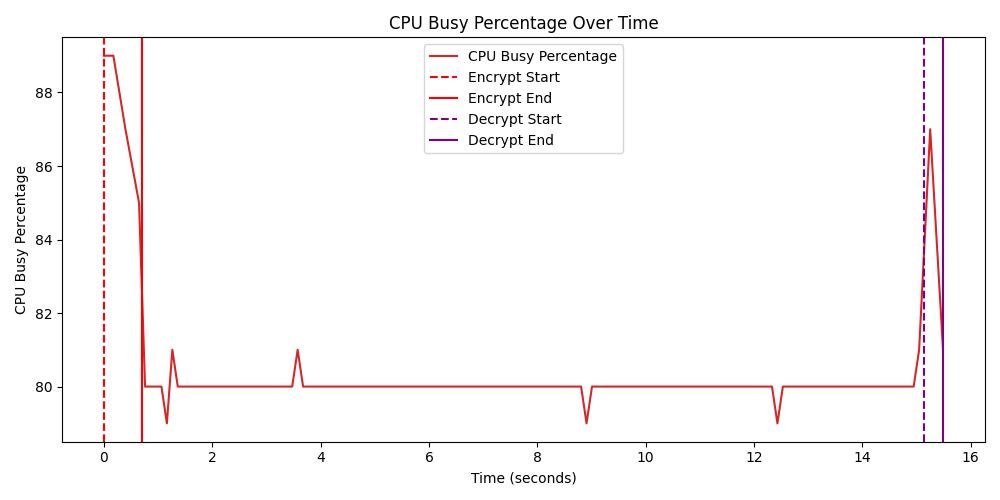 CPU Busy Percentage Over Time
CPU Busy Percentage
Encrypt Start
Encrypt End
Decrypt Start
Decrypt End
88
86
84
82
80
CPU Busy Percentage
0 2 4 6 8 10 12 14 16
Time (seconds)